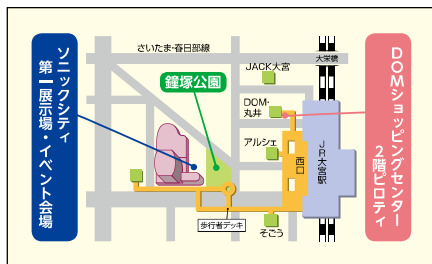 ソニックシティ
第一展示場・イベント会場
さいたま・春日部線
大栄橋
JACK大宮
鐘塚公園
DOM・
丸井
アルシェ
西口
JR大宮駅
歩行者デッキ
そごう
DOMショッピングセンター
2階ピロティ